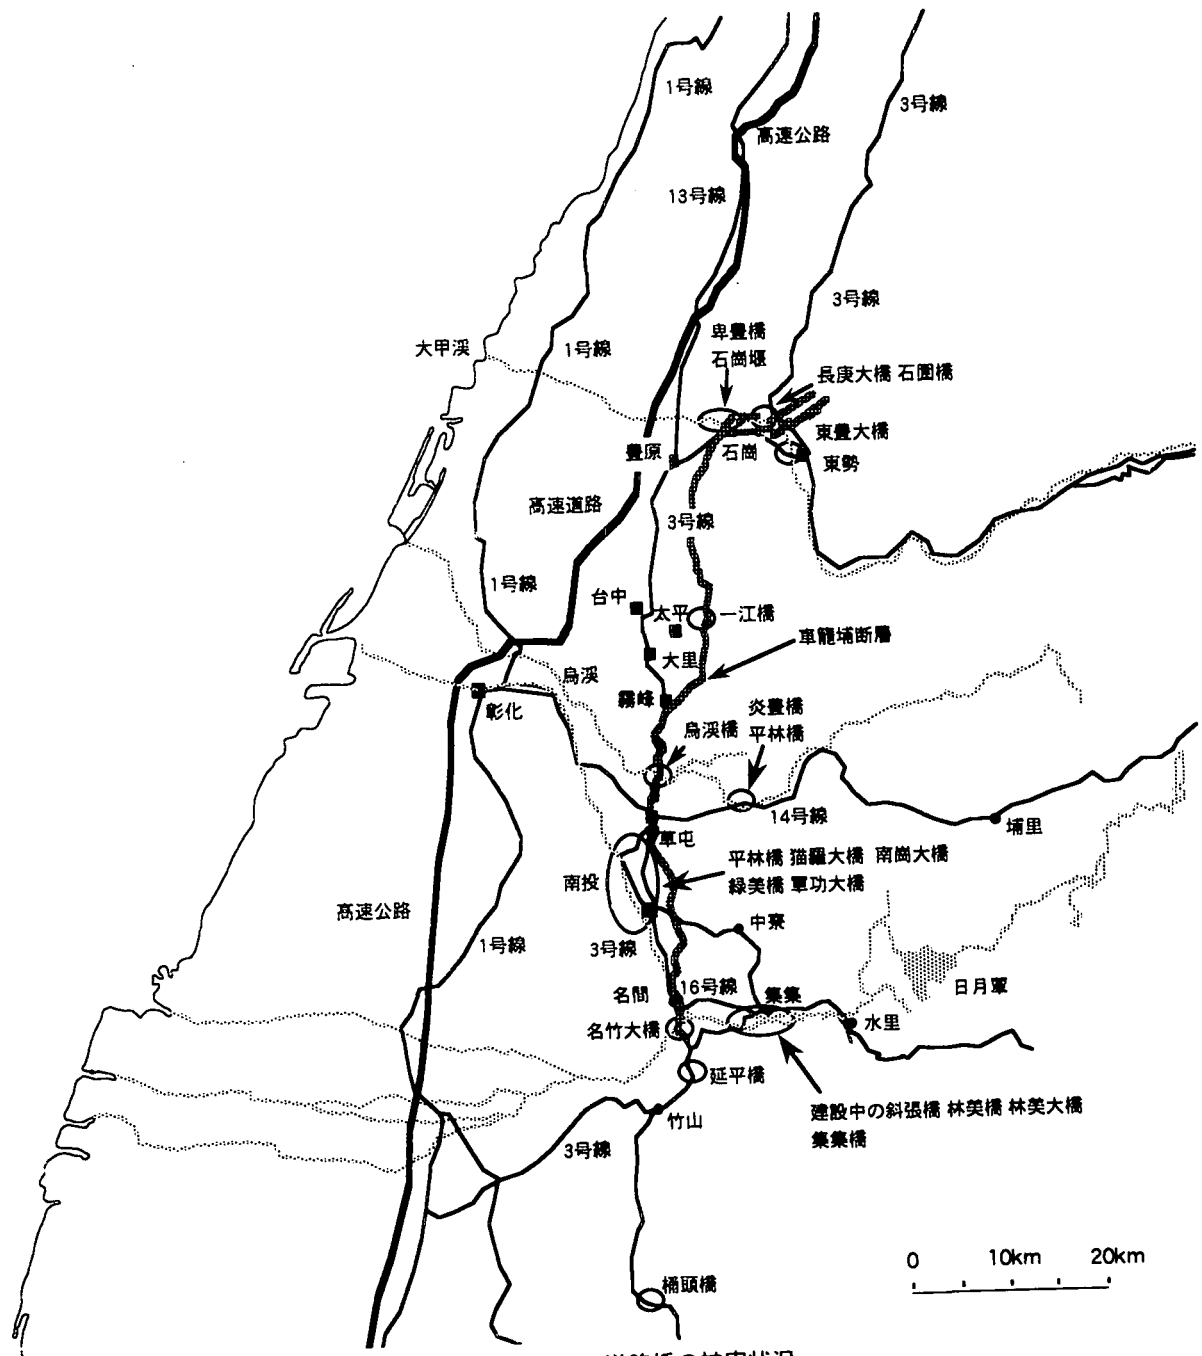 1号線
3号線
高速公路
13号線
3号線
卑豊橋
石崗堰
大甲渓
1号線
長庚大橋 石圍橋
東豊大橋
豊原
石崗
東勢
高速道路
3号線
1号線
台中
太平
一江橋
車籠埔断層
大里
烏渓
霧峰
彰化
炎豊橋
平林橋
烏渓橋
14号線
埔里
草屯
平林橋 猫羅大橋 南崗大橋
緑美橋 軍功大橋
南投
高速公路
中寮
1号線
3号線
16号線
名間
集集
日月潭
名竹大橋
水里
延平橋
建設中の斜張橋 林美橋 林美大橋
集集橋
竹山
3号線
0 10km 20km
桶頭橋